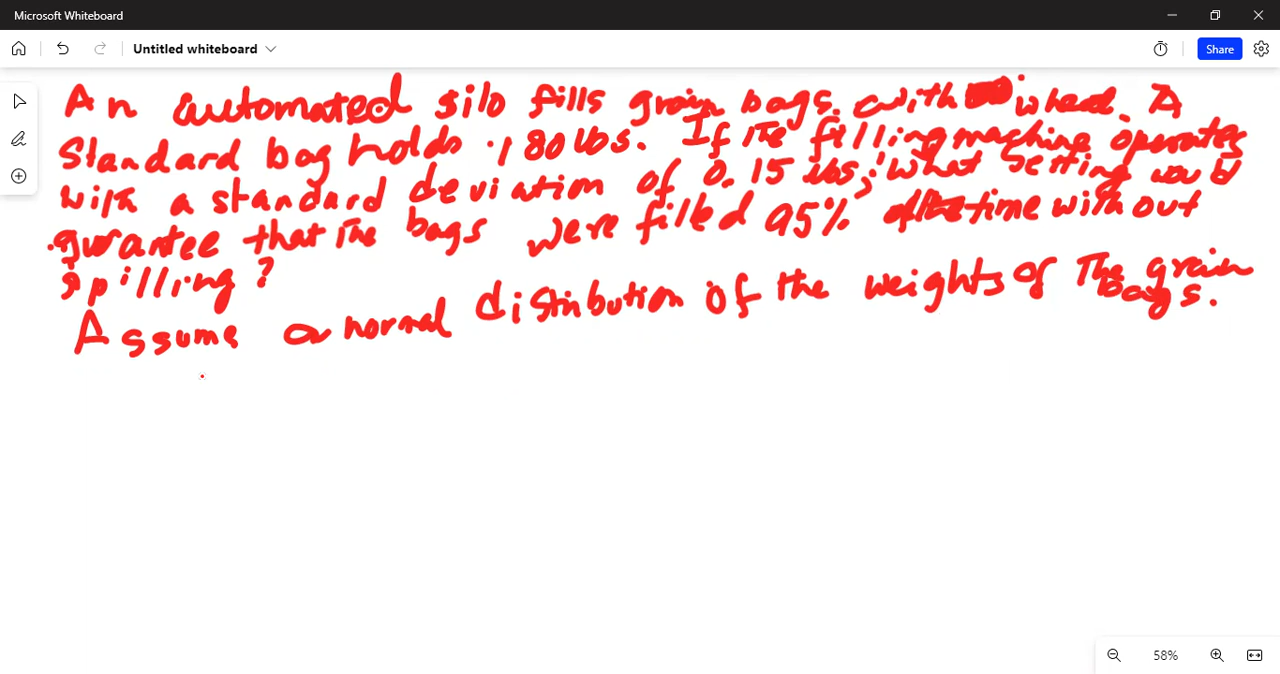 Microsoft Whiteboard
Untitled whiteboard
Share
An automated silo fills grain bags. with wheat. A
standard bag holds .180 lbs. If the filling machine operates
with a standard deviation of 0.15 lbs; what setting would
gurantee that the bags were filled 95% of the time without
spilling?
Assume a normal distribution of the weights of The grain
bags.
58%